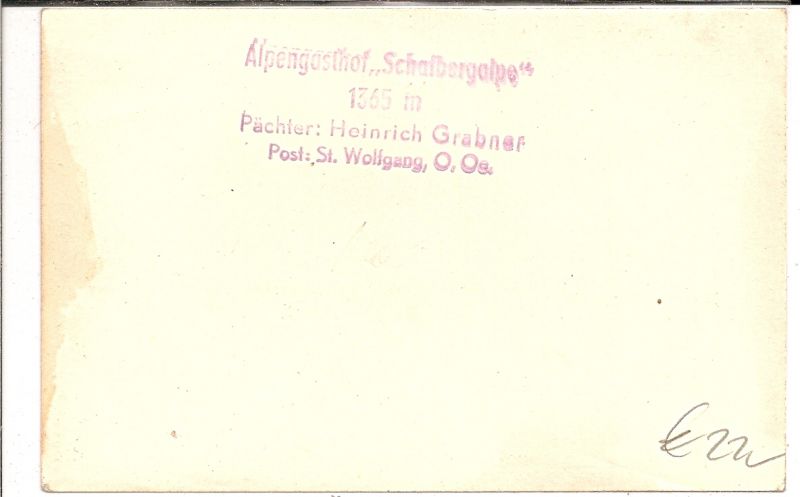 Alpengasthof „Schafbergalpe“
1365 m
Pächter: Heinrich Grabner
Post: St. Wolfgang, O. Oe.